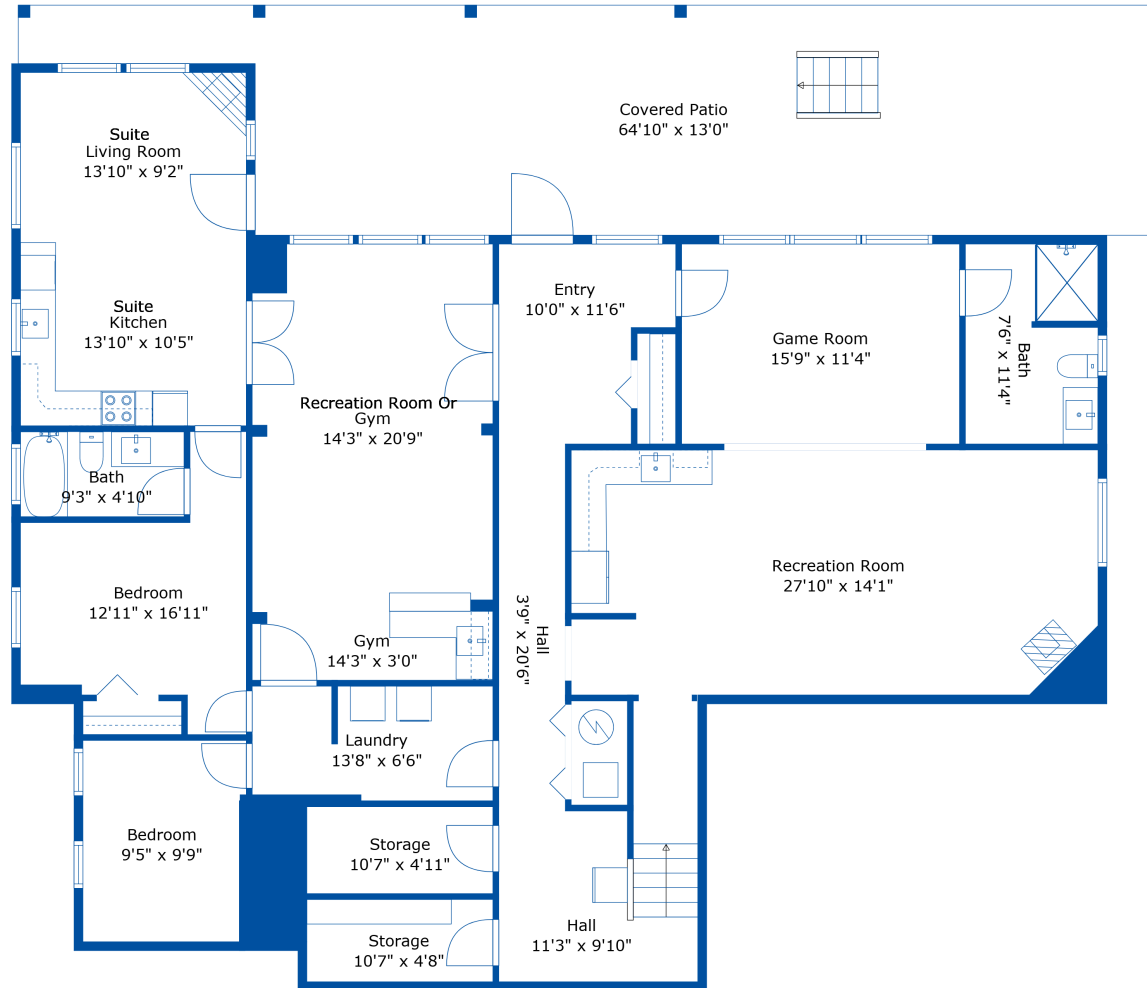 Covered Patio
64'10" x 13'0"
Suite
Living Room
13'10" x 9'2"
Suite
Kitchen
13'10" x 10'5"
Entry
10'0" x 11'6"
Game Room
15'9" x 11'4"
Bath
7'6" x 11'4"
Recreation Room Or
Gym
14'3" x 20'9"
Bath
9'3" x 4'10"
Bedroom
12'11" x 16'11"
Recreation Room
27'10" x 14'1"
Hall
3'9" x 20'6"
Gym
14'3" x 3'0"
Laundry
13'8" x 6'6"
Bedroom
9'5" x 9'9"
Storage
10'7" x 4'11"
Storage
10'7" x 4'8"
Hall
11'3" x 9'10"